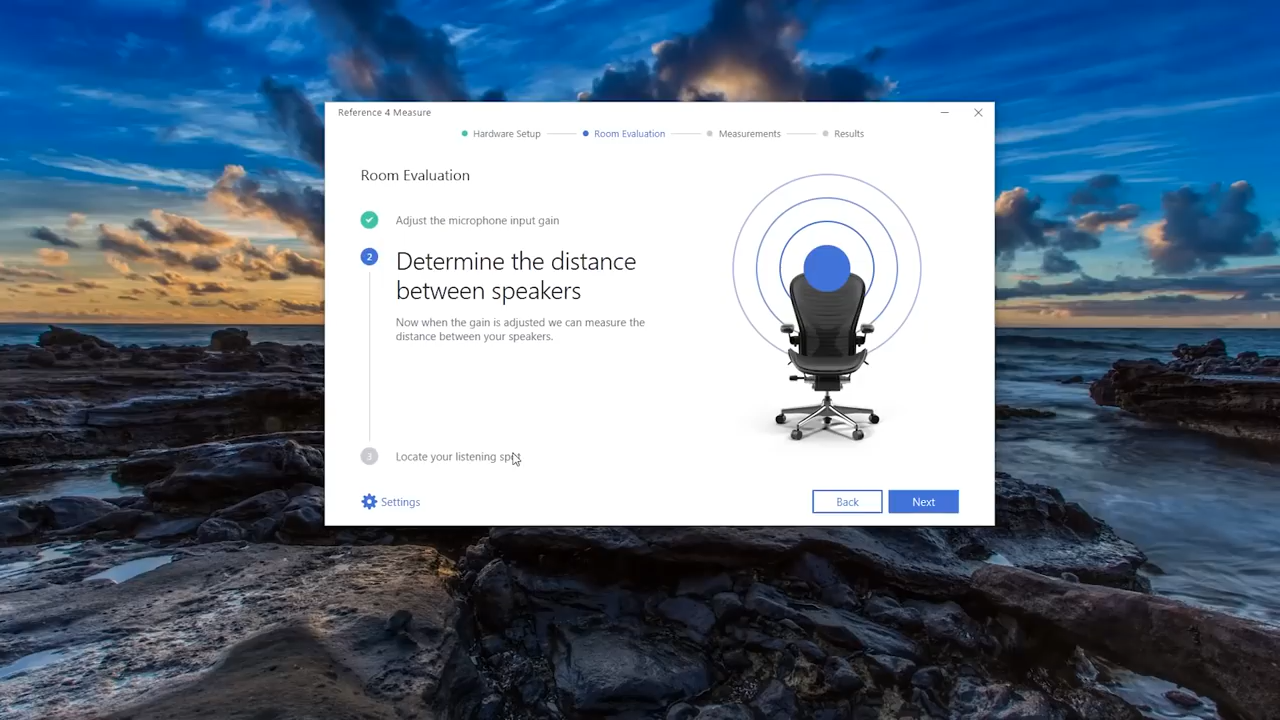 Reference 4 Measure
Hardware Setup
Room Evaluation
Measurements
Results
Room Evaluation
Adjust the microphone input gain
2
Determine the distance
between speakers
Now when the gain is adjusted we can measure the
distance between your speakers.
3
Locate your listening spot
Settings
Back
Next